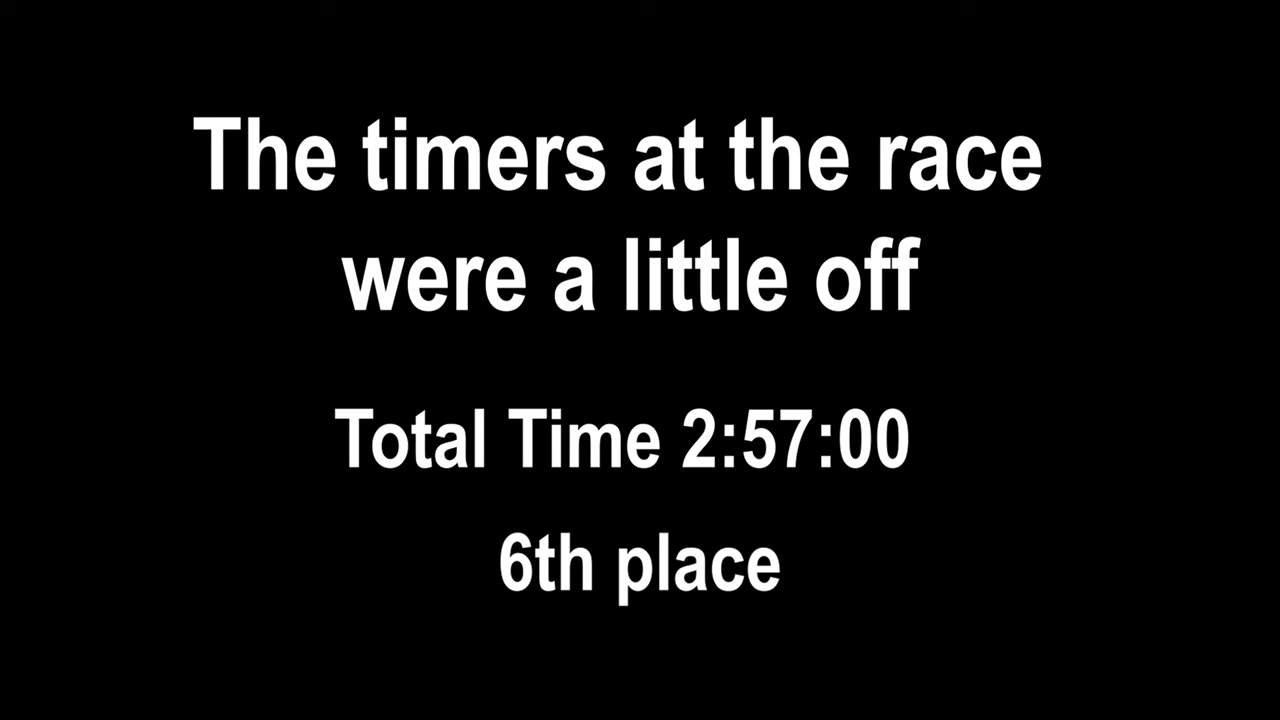 The timers at the race
were a little off
Total Time 2:57:00
6th place